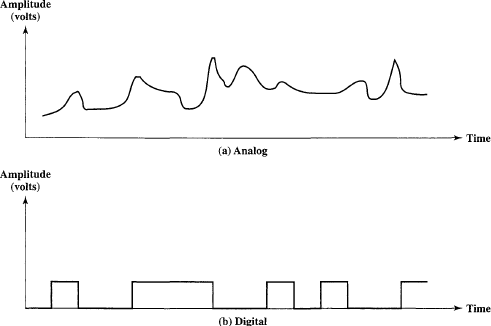 Amplitude
(volts)
Time
(a) Analog
Amplitude
(volts)
Time
(b) Digital